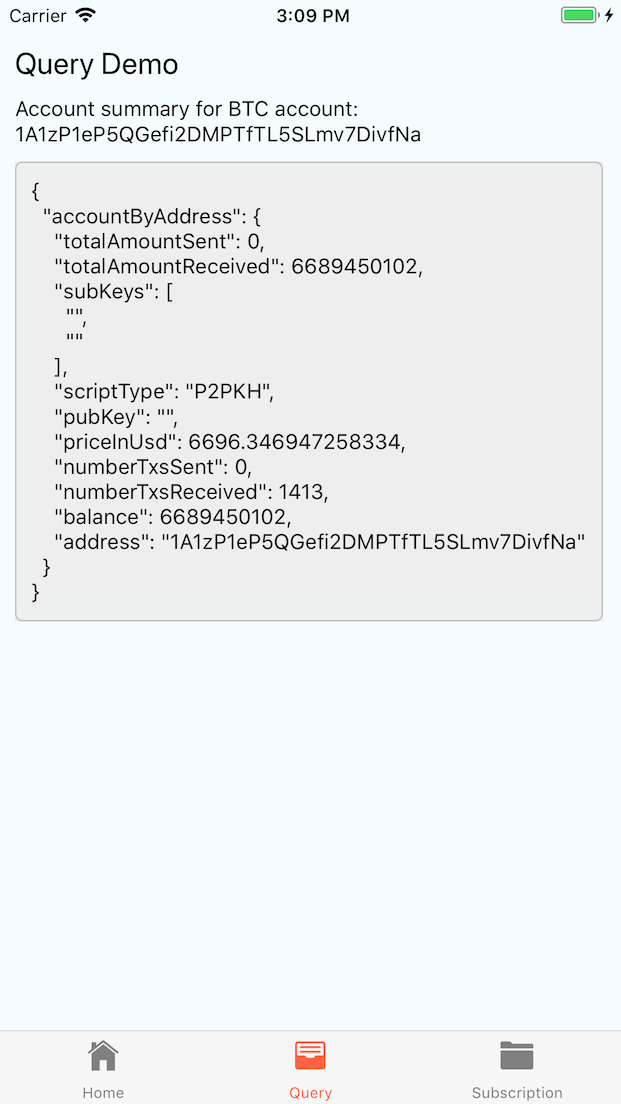 Carrier 3:09 PM
Query Demo
Account summary for BTC account:
1A1zP1eP5QGefi2DMPTfTL5SLmv7DivfNa
{
"accountByAddress": {
"totalAmountSent": 0,
"totalAmountReceived": 6689450102,
"subKeys": [
"",
""
],
"scriptType": "P2PKH",
"pubKey": "",
"priceInUsd": 6696.346947258334,
"numberTxsSent": 0,
"numberTxsReceived": 1413,
"balance": 6689450102,
"address": "1A1zP1eP5QGefi2DMPTfTL5SLmv7DivfNa"
}
}
Home Query Subscription